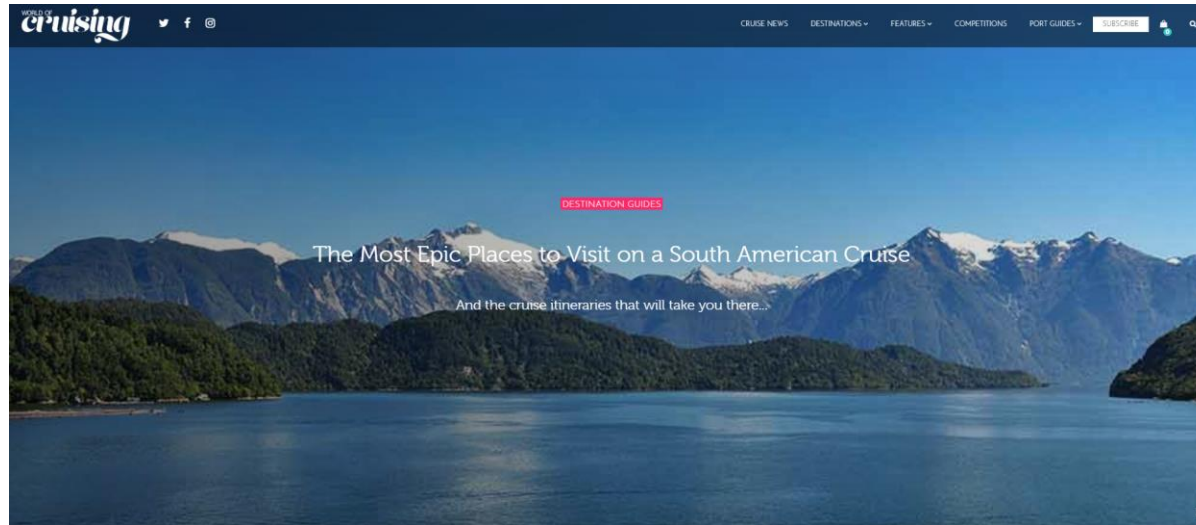 WORLD OF
cruising
CRUISE NEWS DESTINATIONS FEATURES COMPETITIONS PORT GUIDES SUBSCRIBE
0
DESTINATION GUIDES
The Most Epic Places to Visit on a South American Cruise
And the cruise itineraries that will take you there...